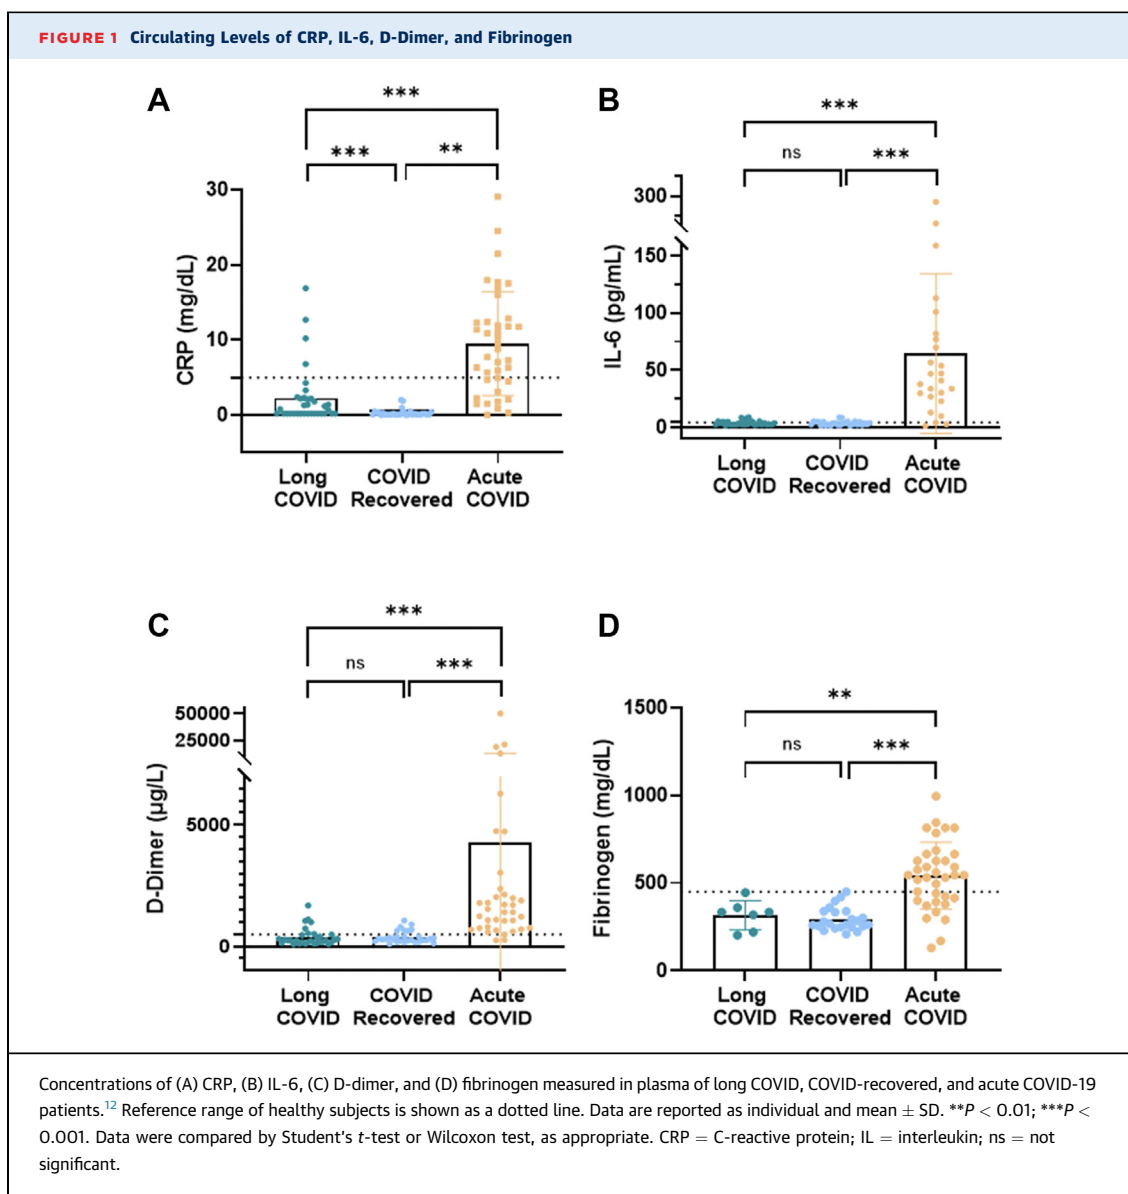 FIGURE 1 Circulating Levels of CRP, IL-6, D-Dimer, and Fibrinogen
A
***
***
**
CRP (mg/dL)
30
20
10
0
Long COVID
COVID Recovered
Acute COVID
B
***
ns
***
IL-6 (pg/mL)
300
150
100
50
0
Long COVID
COVID Recovered
Acute COVID
C
***
ns
***
D-Dimer (µg/L)
50000
25000
5000
0
Long COVID
COVID Recovered
Acute COVID
D
**
ns
***
Fibrinogen (mg/dL)
1500
1000
500
0
Long COVID
COVID Recovered
Acute COVID
Concentrations of (A) CRP, (B) IL-6, (C) D-dimer, and (D) fibrinogen measured in plasma of long COVID, COVID-recovered, and acute COVID-19
patients.12 Reference range of healthy subjects is shown as a dotted line. Data are reported as individual and mean ± SD. **P < 0.01; ***P <
0.001. Data were compared by Student's t-test or Wilcoxon test, as appropriate. CRP = C-reactive protein; IL = interleukin; ns = not
significant.